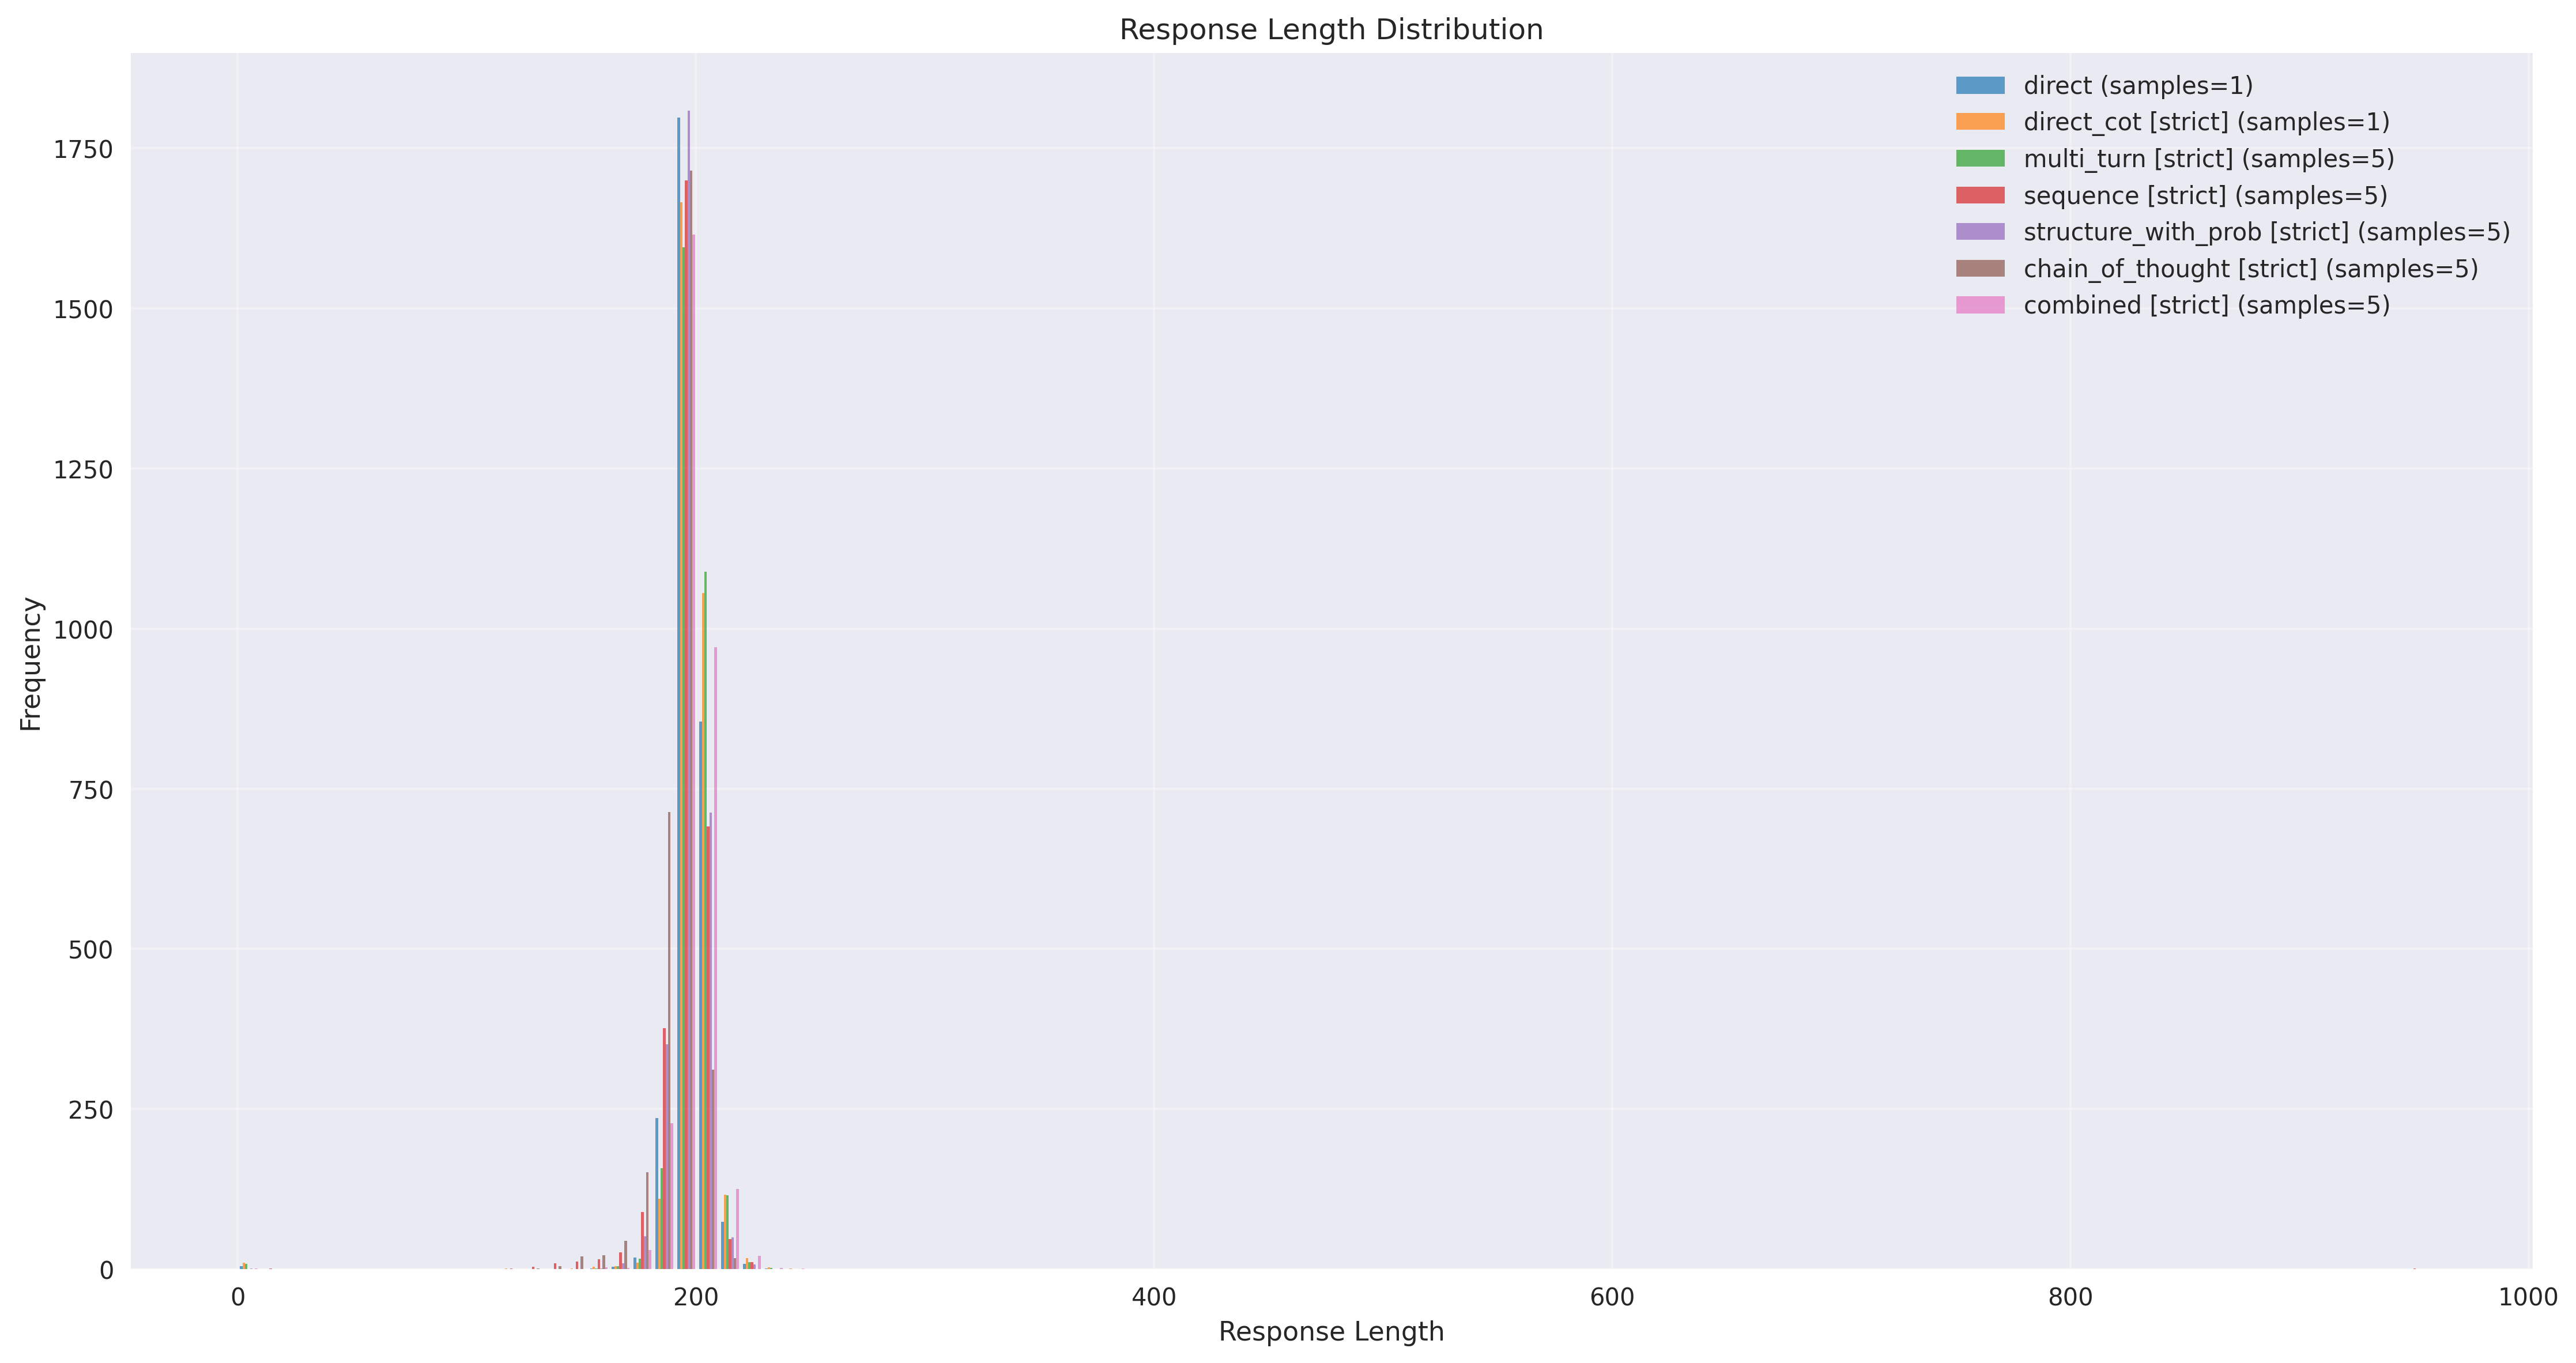 Response Length Distribution
direct (samples=1)
direct_cot [strict] (samples=1)
multi_turn [strict] (samples=5)
sequence [strict] (samples=5)
structure_with_prob [strict] (samples=5)
chain_of_thought [strict] (samples=5)
combined [strict] (samples=5)
Frequency
1750
1500
1250
1000
750
500
250
0
0 200 400 600 800 1000
Response Length